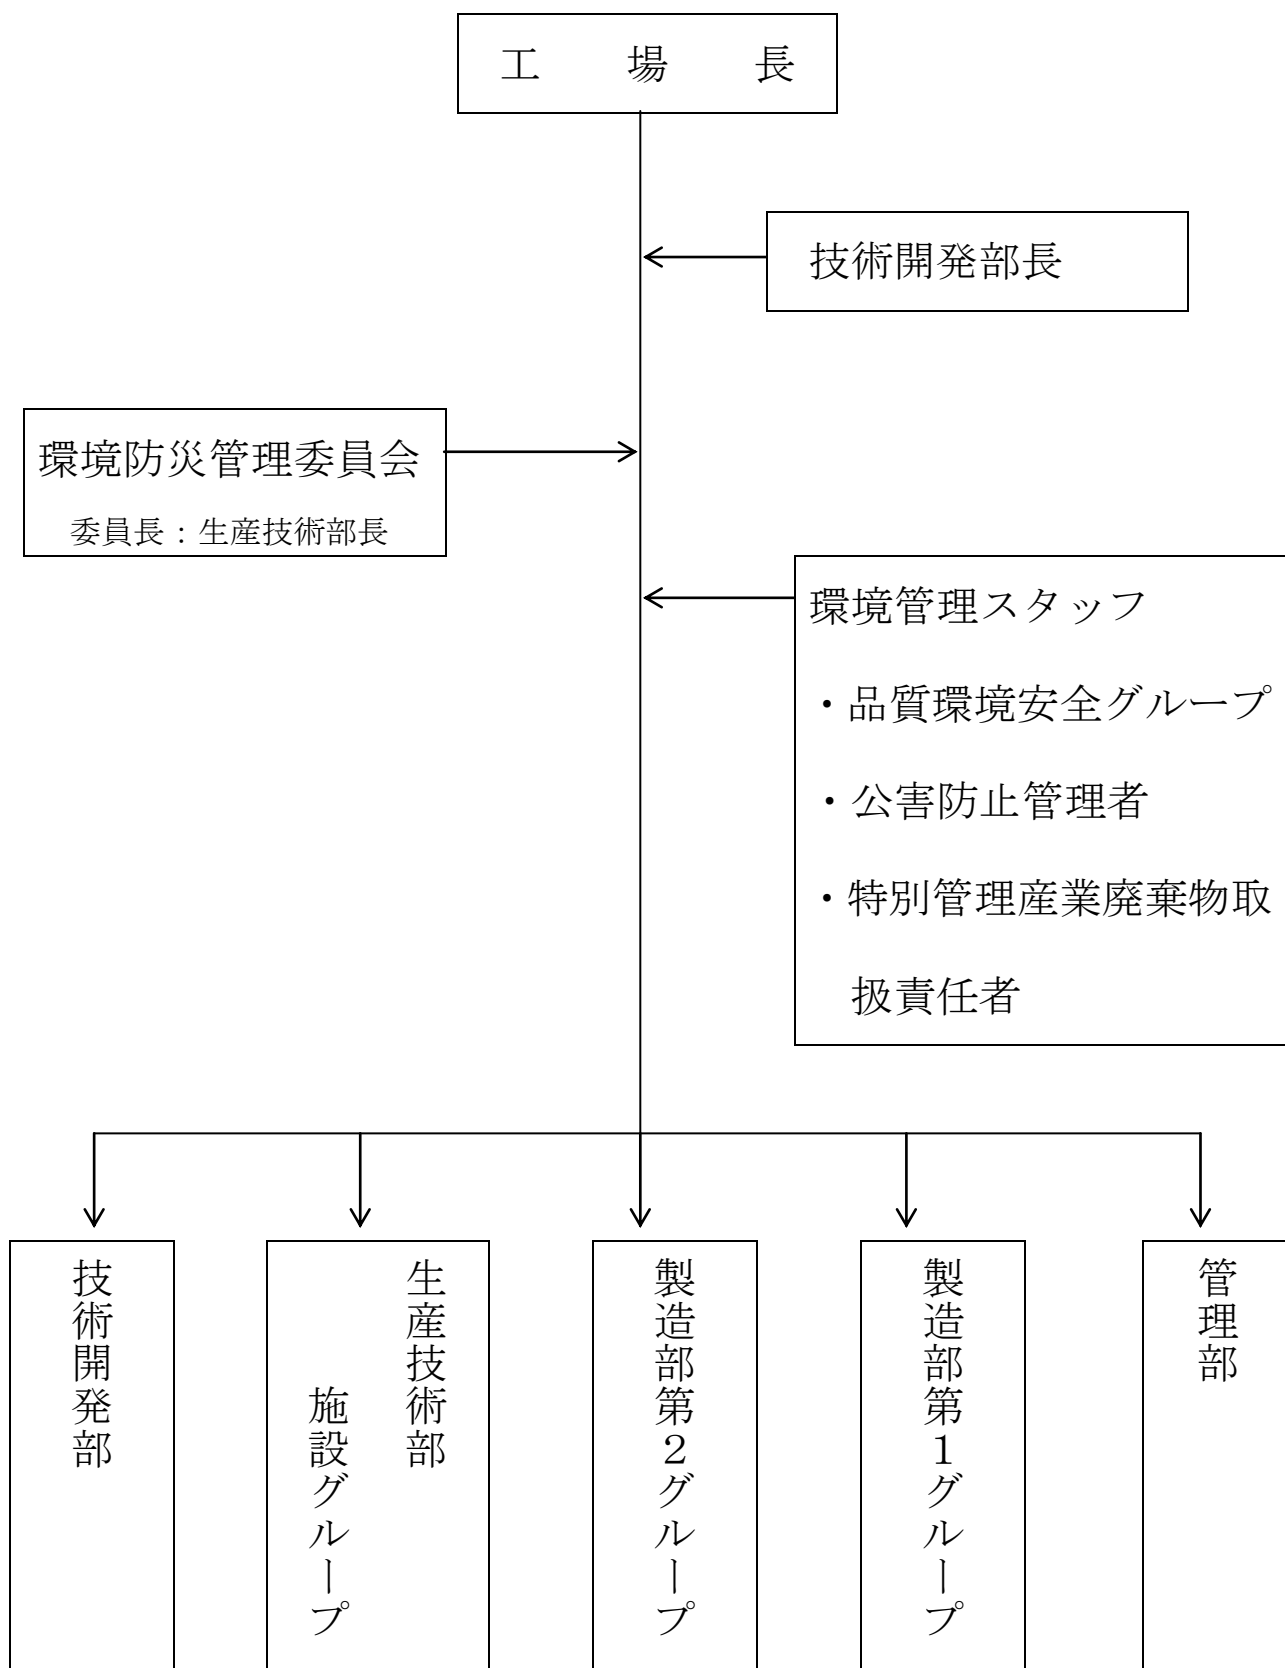 工　場　長
技術開発部長
環境防災管理委員会
委員長：生産技術部長
環境管理スタッフ
・品質環境安全グループ
・公害防止管理者
・特別管理産業廃棄物取
扱責任者
管理部
製造部第１グループ
製造部第２グループ
生産技術部
施設グループ
技術開発部